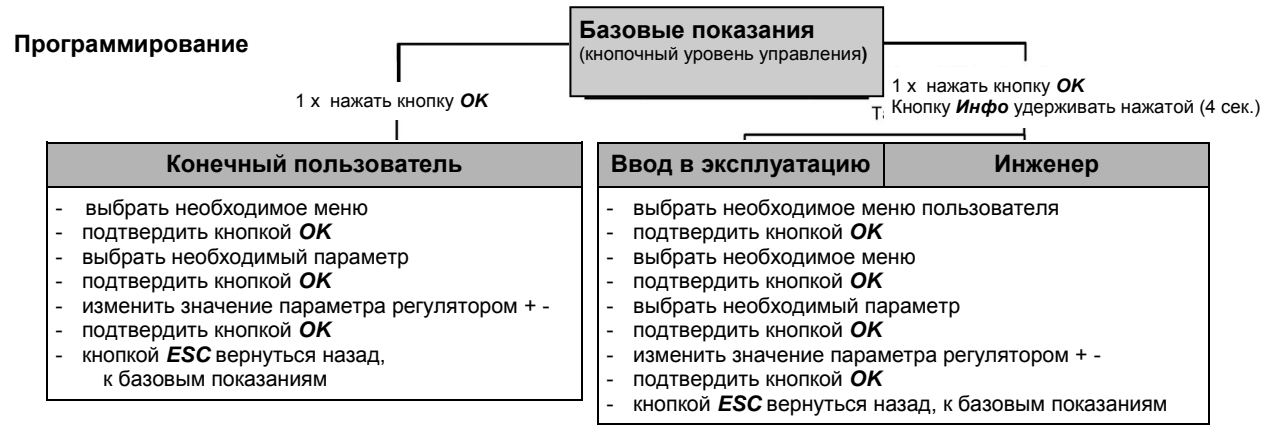 Программирование
Базовые показания
(кнопочный уровень управления)
1 х нажать кнопку OK
1 х нажать кнопку OK
Кнопку Инфо удерживать нажатой (4 сек.)
Конечный пользователь
- выбрать необходимое меню
- подтвердить кнопкой OK
- выбрать необходимый параметр
- подтвердить кнопкой OK
- изменить значение параметра регулятором + -
- подтвердить кнопкой OK
- кнопкой ESC вернуться назад,
к базовым показаниям
Ввод в эксплуатацию
Инженер
- выбрать необходимое меню пользователя
- подтвердить кнопкой OK
- выбрать необходимое меню
- подтвердить кнопкой OK
- выбрать необходимый параметр
- подтвердить кнопкой OK
- изменить значение параметра регулятором + -
- подтвердить кнопкой OK
- кнопкой ESC вернуться назад, к базовым показаниям